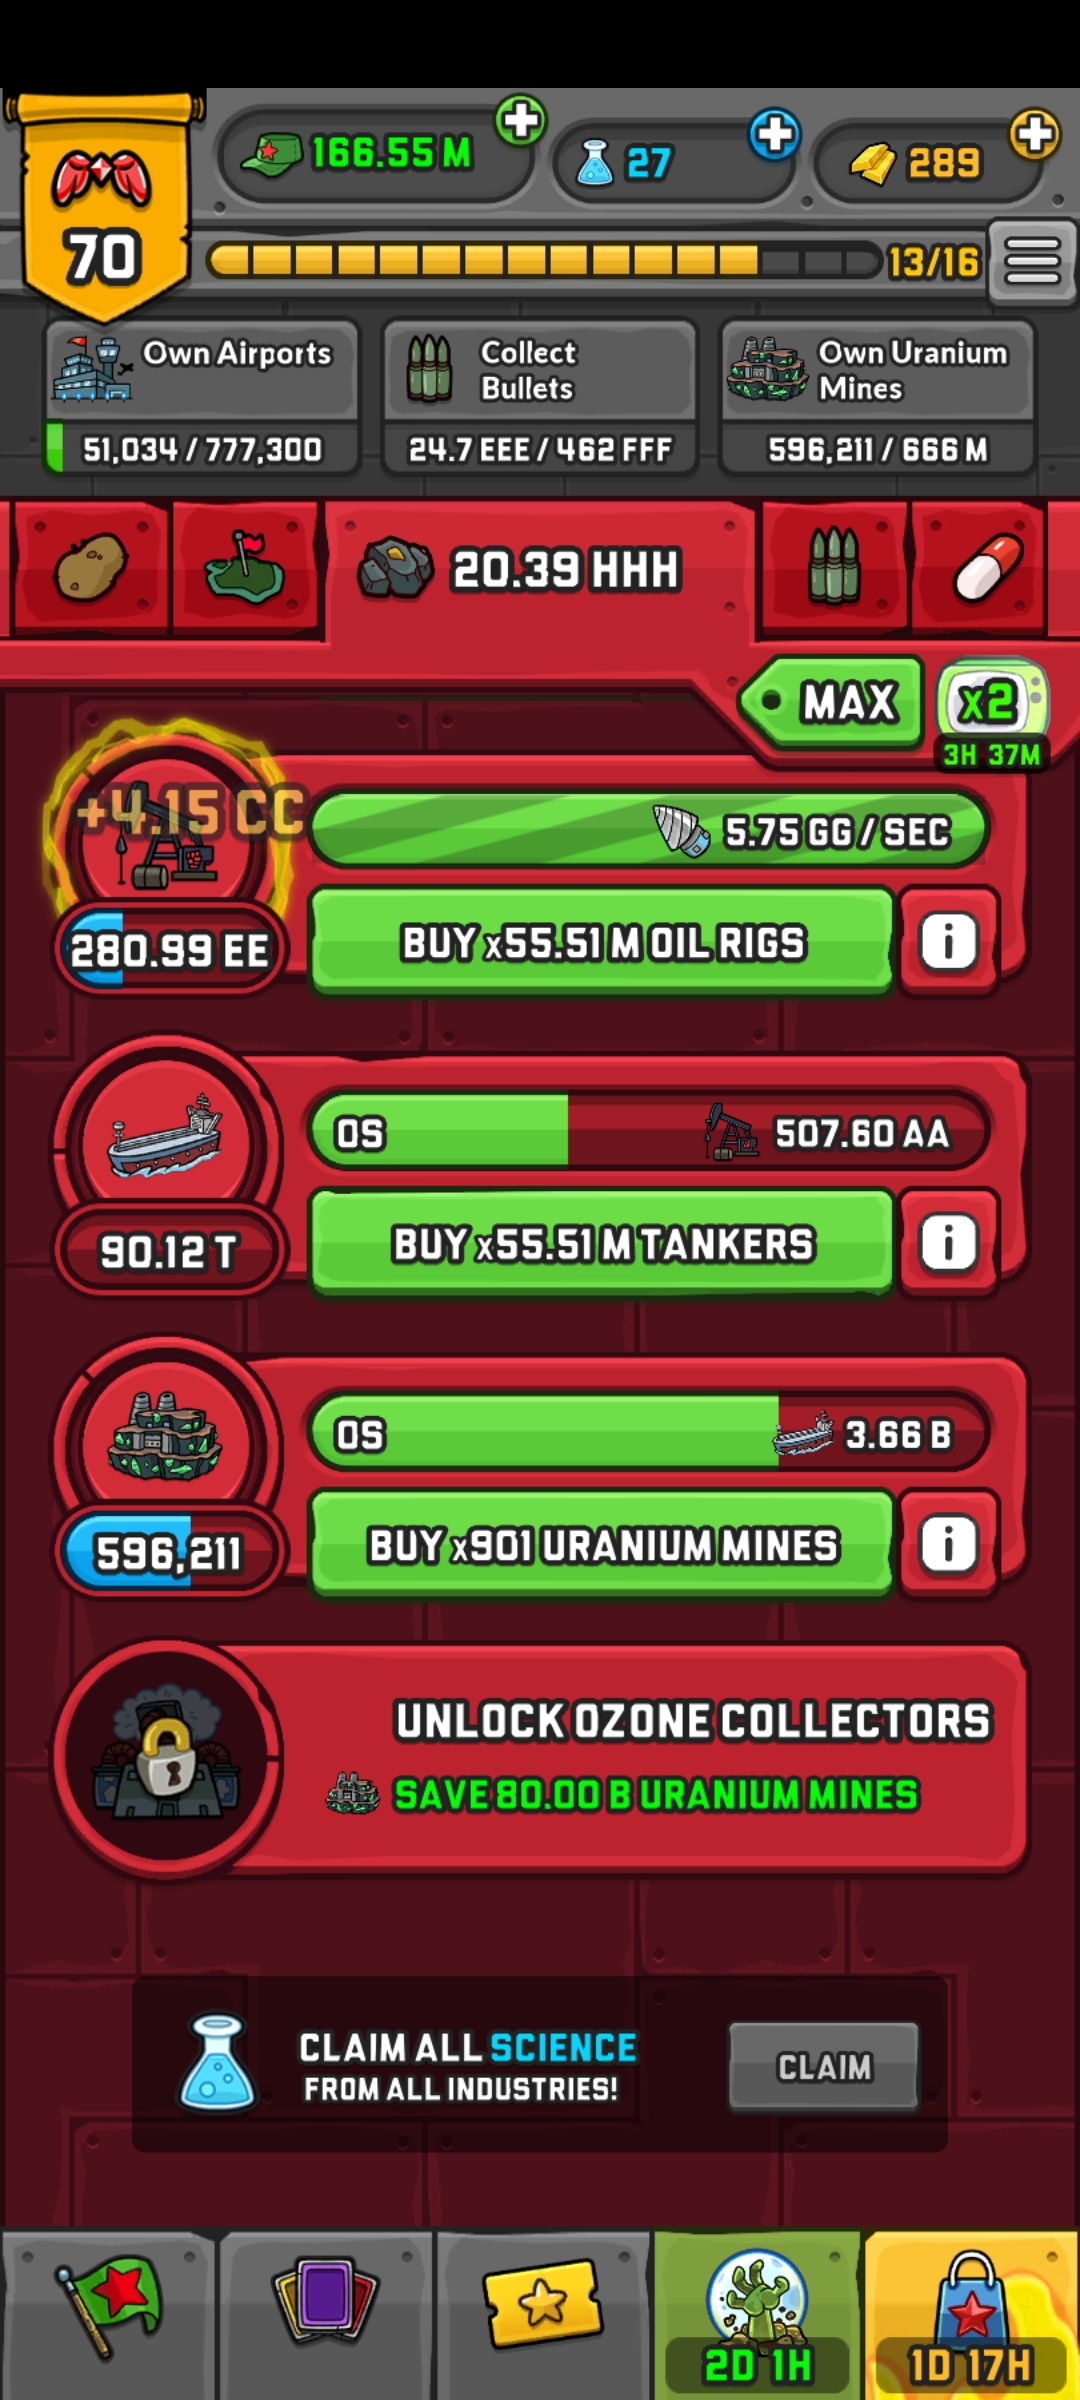 166.55 M
27
289
70
13/16
Own Airports
51,034 / 777,300
Collect
Bullets
24.7 EEE / 462 FFF
Own Uranium
Mines
596,211 / 666 M
20.39 HHH
MAX
x2
3H 37M
+4.15 CC
5.75 GG / SEC
280.99 EE
BUY x55.51 M OIL RIGS
i
0S
507.60 AA
90.12 T
BUY x55.51 M TANKERS
i
0S
3.66 B
596,211
BUY x901 URANIUM MINES
i
UNLOCK OZONE COLLECTORS
SAVE 80.00 B URANIUM MINES
CLAIM ALL SCIENCE
FROM ALL INDUSTRIES!
CLAIM
2D 1H
1D 17H